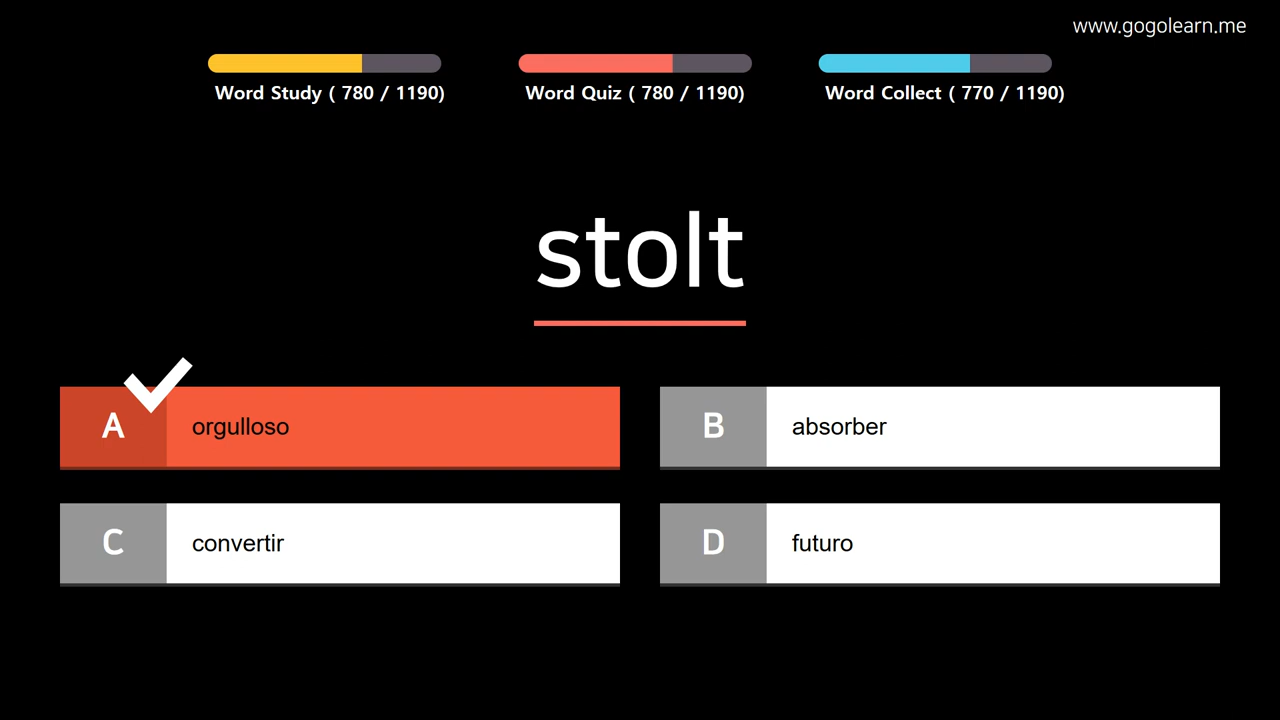 www.gogolearn.me
Word Study ( 780 / 1190)
Word Quiz ( 780 / 1190)
Word Collect ( 770 / 1190)
stolt
A orgulloso
B absorber
C convertir
D futuro